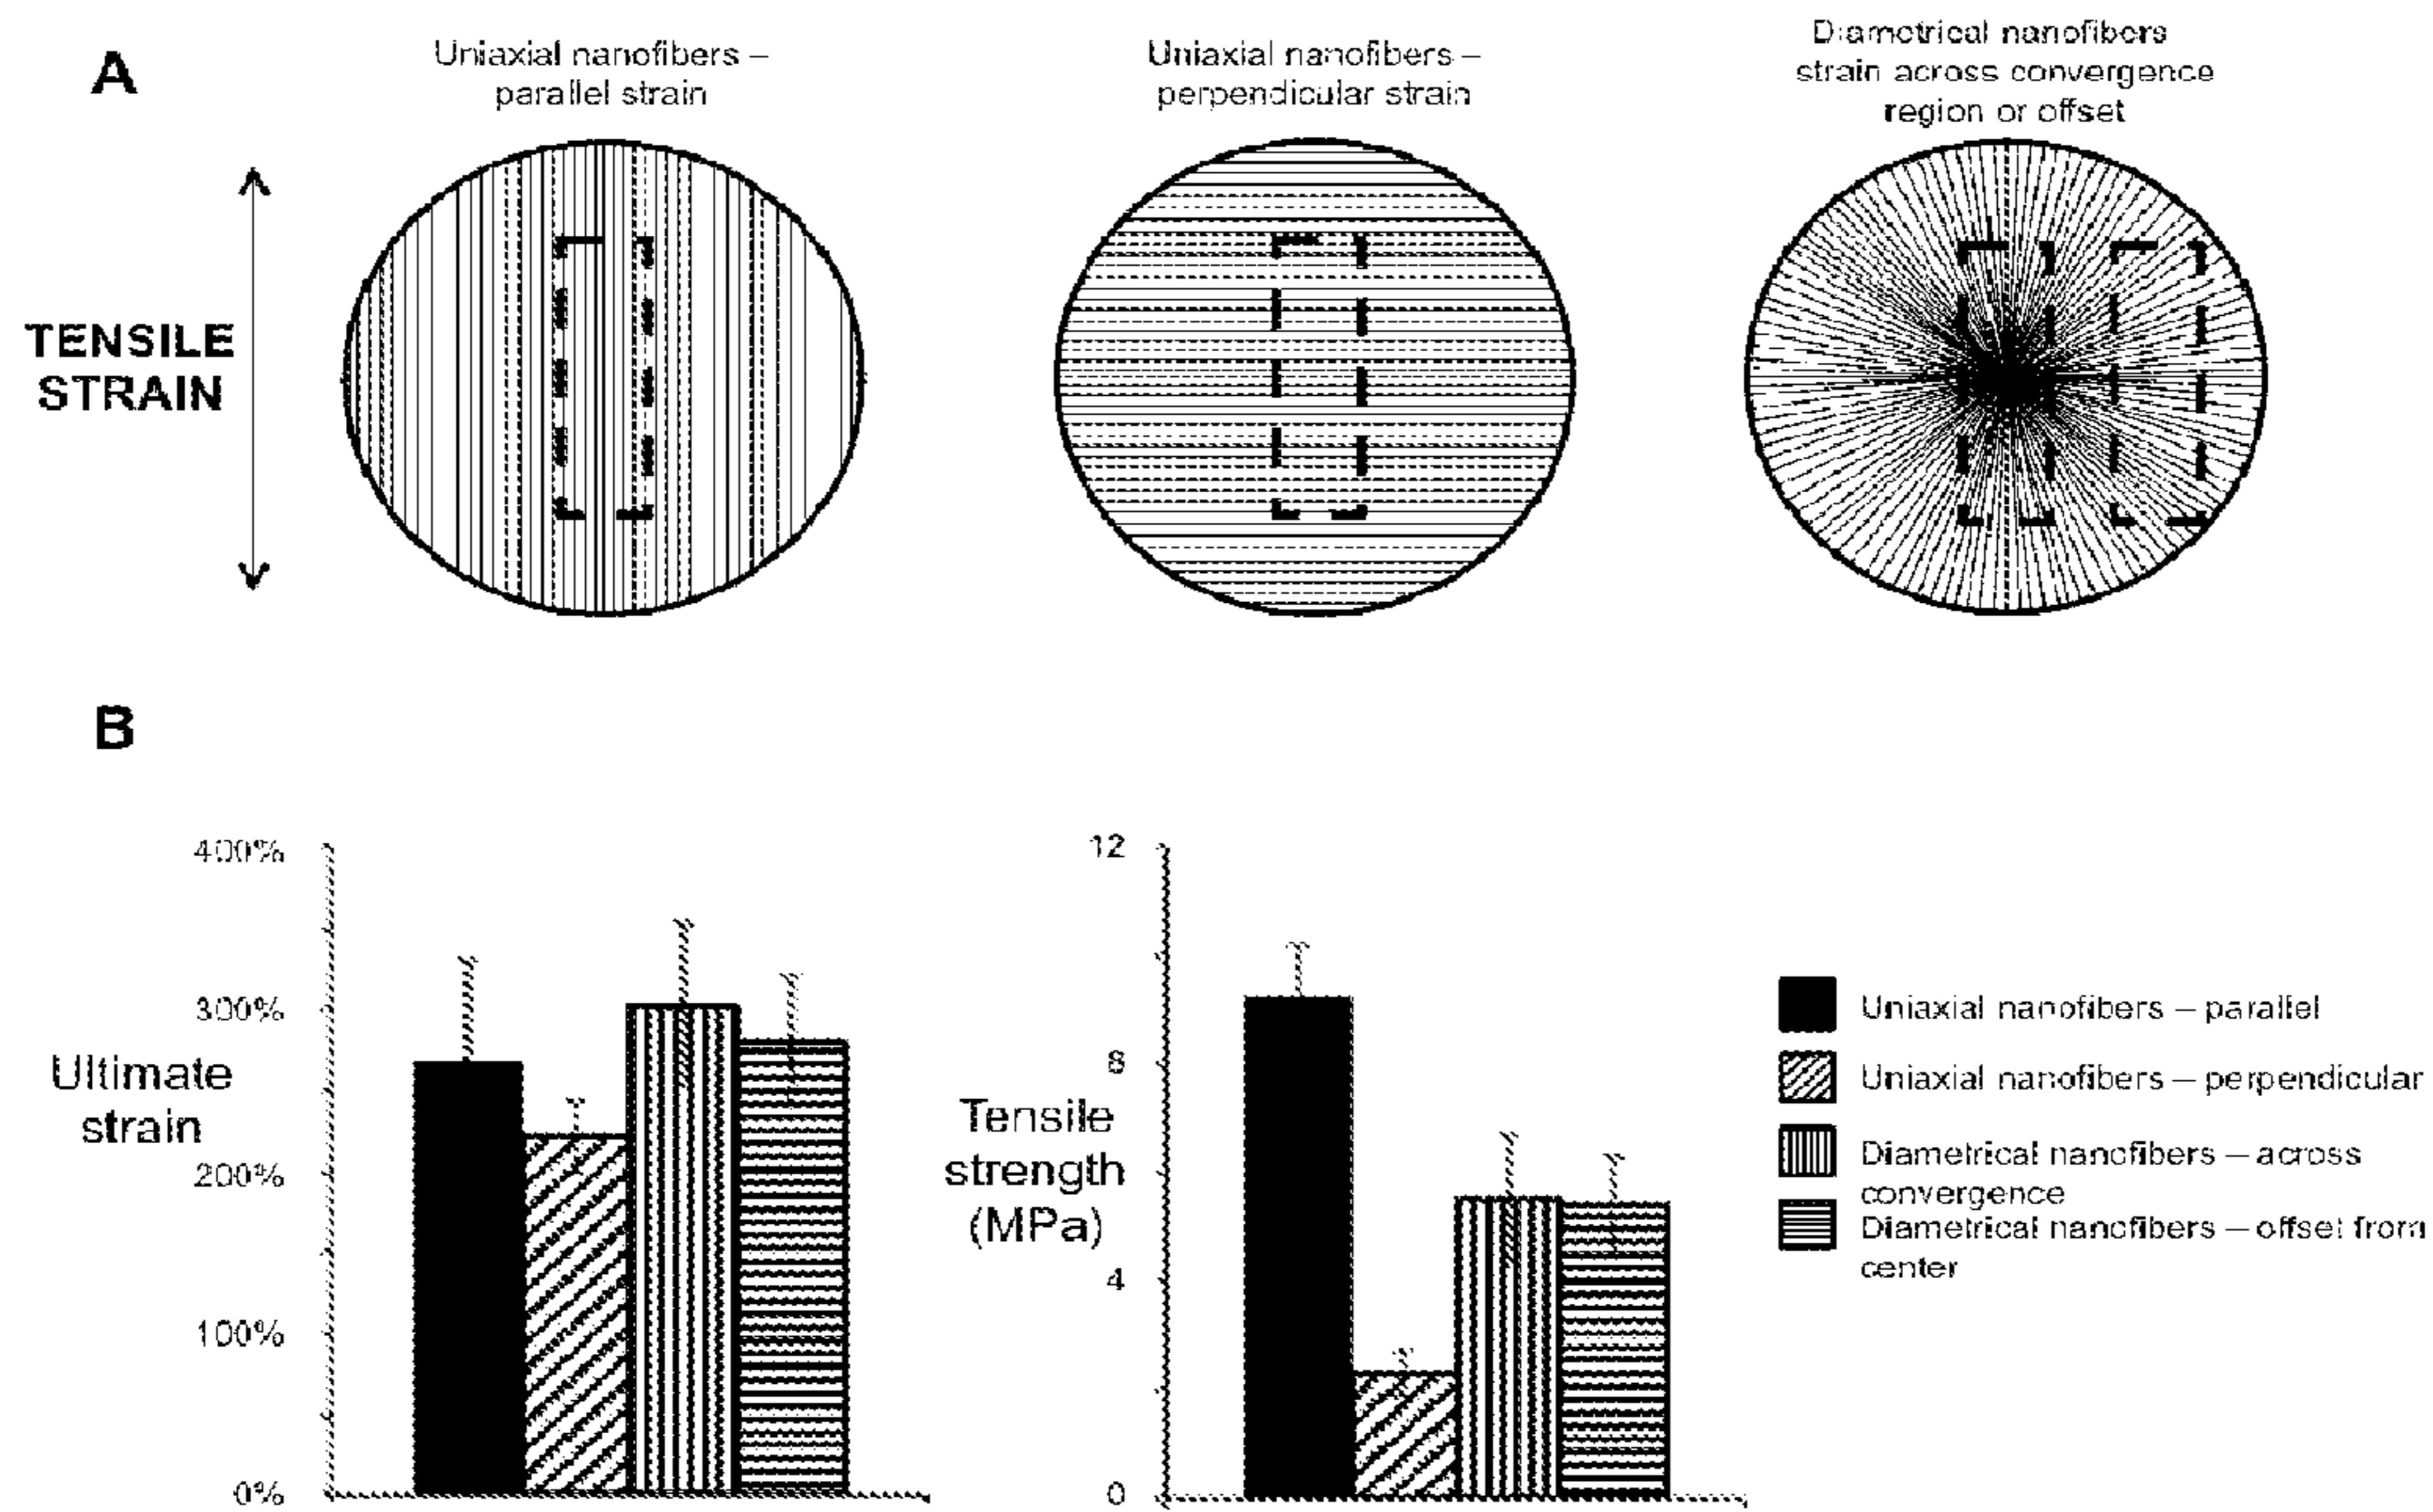 A
Uniaxial nanofibers –
parallel strain
Uniaxial nanofibers –
perpendicular strain
Diametrical nanofibers
strain across convergence
region or offset
TENSILE
STRAIN
B
400%
300%
200%
100%
0%
Ultimate
strain
12
8
4
0
Tensile
strength
(MPa)
Uniaxial nanofibers – parallel
Uniaxial nanofibers – perpendicular
Diametrical nanofibers – across
convergence
Diametrical nanofibers – offset from
center